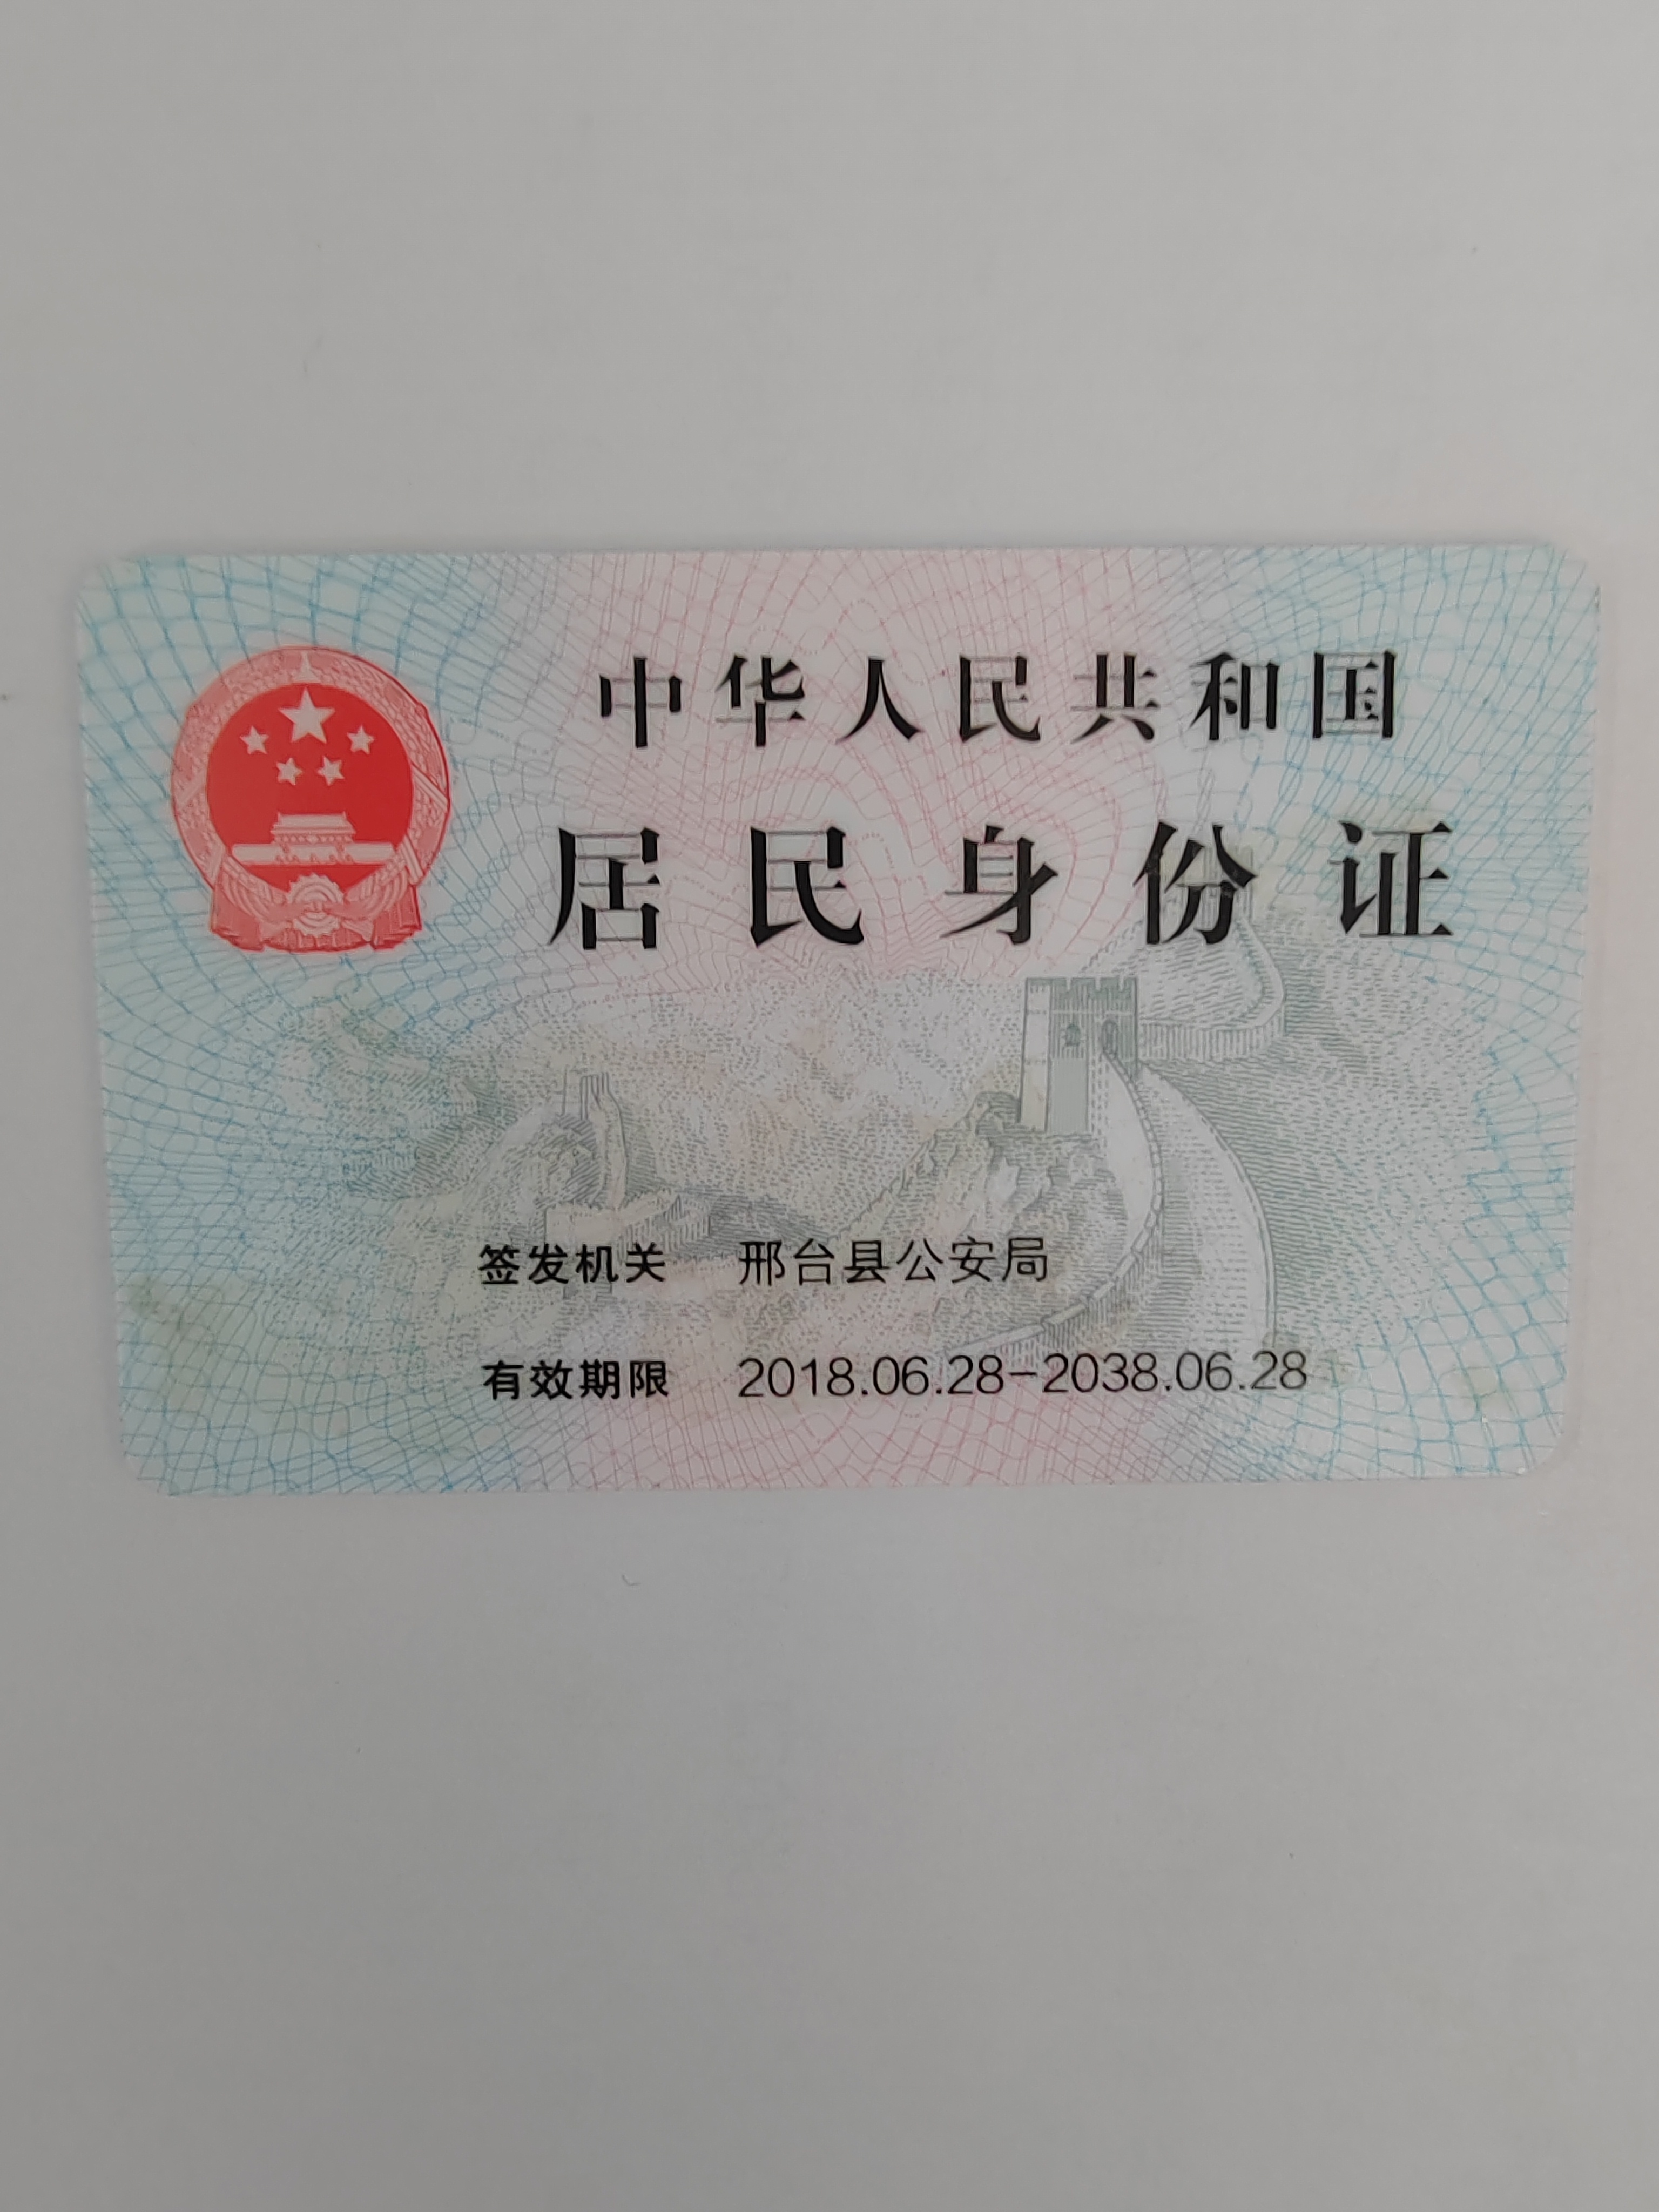 中华人民共和国
居民身份证
签发机关 邢台县公安局
有效期限 2018.06.28-2038.06.28